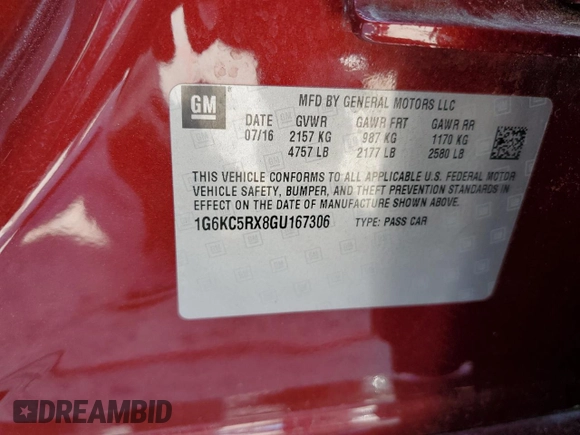 GM
MFD BY GENERAL MOTORS LLC
DATE GVWR GAWR FRT GAWR RR
07/16 2157 KG 987 KG 1170 KG
4757 LB 2177 LB 2580 LB
THIS VEHICLE CONFORMS TO ALL APPLICABLE U.S. FEDERAL MOTOR
VEHICLE SAFETY, BUMPER, AND THEFT PREVENTION STANDARDS IN
EFFECT ON THE DATE OF MANUFACTURE SHOWN ABOVE.
1G6KC5RX8GU167306 TYPE: PASS CAR
DREAMBID